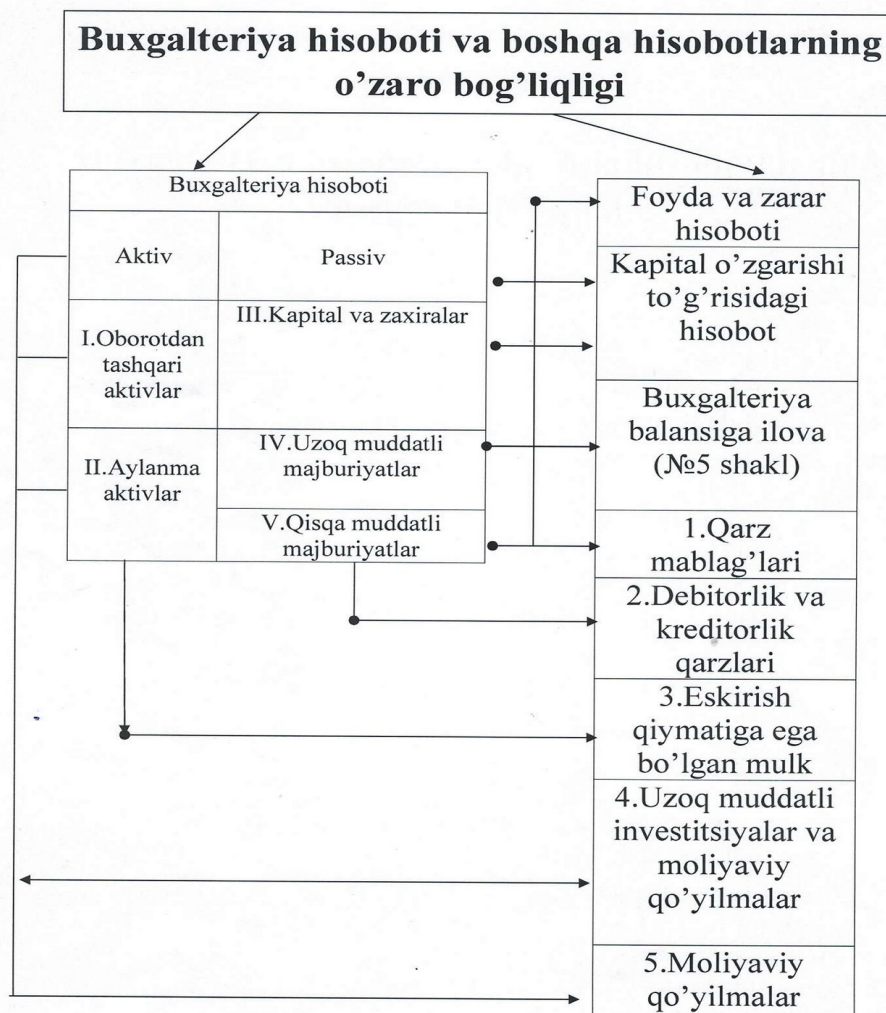 Buxgalteriya hisoboti va boshqa hisobotlarning
o’zaro bog’liqligi
Buxgalteriya hisoboti
Aktiv
Passiv
I.Oborotdan
tashqari
aktivlar
III.Kapital va zaxiralar
II.Aylanma
aktivlar
IV.Uzoq muddatli
majburiyatlar
V.Qisqa muddatli
majburiyatlar
Foyda va zarar
hisoboti
Kapital o’zgarishi
to’g’risidagi
hisobot
Buxgalteriya
balansiga ilova
(№5 shakl)
1.Qarz
mablag’lari
2.Debitorlik va
kreditorlik
qarzlari
3.Eskirish
qiymatiga ega
bo’lgan mulk
4.Uzoq muddatli
investitsiyalar va
moliyaviy
qo’yilmalar
5.Moliyaviy
qo’yilmalar